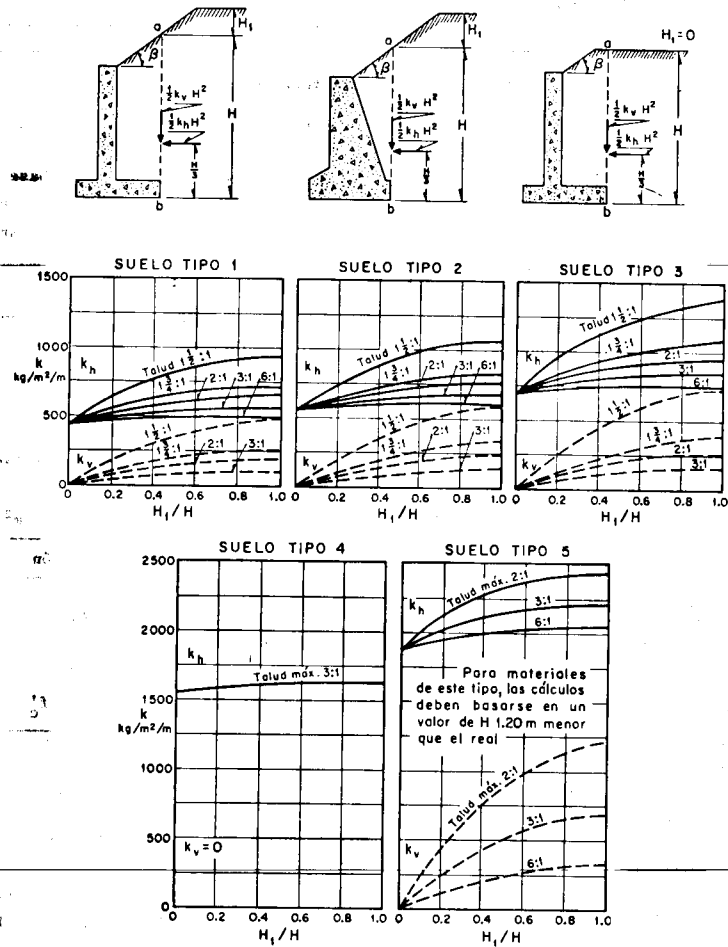 H₁
a
β
½ kᵥ H²
½ kₕ H²
H
H/3
b
H₁
a
β
½ kᵥ H²
½ kₕ H²
H
H/3
b
H₁=0
a
β
½ kᵥ H²
½ kₕ H²
H
H/3
b
SUELO TIPO 1
1500
1000
k
kg/m²/m
500
0
kₕ
Talud 1½:1
1¾:1
2:1
3:1
6:1
kᵥ
1½:1
1¾:1
2:1
3:1
0 0.2 0.4 0.6 0.8 1.0
H₁/H
SUELO TIPO 2
kₕ
Talud 1½:1
1¾:1
2:1
3:1
6:1
kᵥ
1½:1
1¾:1
2:1
3:1
0 0.2 0.4 0.6 0.8 1.0
H₁/H
SUELO TIPO 3
kₕ
Talud 1½:1
1¾:1
2:1
3:1
6:1
kᵥ
1½:1
1¾:1
2:1
3:1
0 0.2 0.4 0.6 0.8 1.0
H₁/H
SUELO TIPO 4
2500
2000
kₕ
Talud máx. 3:1
1500
k
kg/m²/m
1000
500
kᵥ=0
0
0 0.2 0.4 0.6 0.8 1.0
H₁/H
SUELO TIPO 5
Talud máx. 2:1
kₕ
3:1
6:1
Para materiales
de este tipo, los cálculos
deben basarse en un
valor de H 1.20 m menor
que el real
Talud máx. 2:1
3:1
kᵥ
6:1
0 0.2 0.4 0.6 0.8 1.0
H₁/H